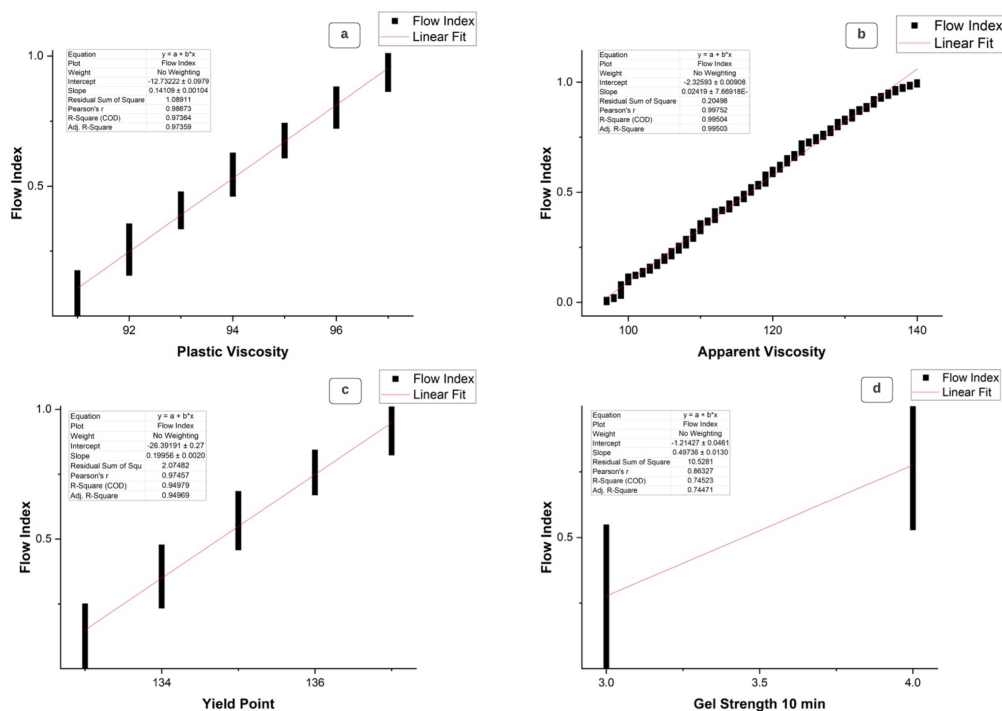 a
Flow Index
Linear Fit
Equation y = a + b*x
Plot Flow Index
Weight No Weighting
Intercept -12.73222 ± 0.0979
Slope 0.14109 ± 0.00104
Residual Sum of Square 1.08911
Pearson's r 0.98673
R-Square (COD) 0.97364
Adj. R-Square 0.97359
1.0
0.5
Flow Index
92 94 96
Plastic Viscosity
b
Flow Index
Linear Fit
Equation y = a + b*x
Plot Flow Index
Weight No Weighting
Intercept -2.32593 ± 0.00908
Slope 0.02419 ± 7.66918E-
Residual Sum of Square 0.20498
Pearson's r 0.99752
R-Square (COD) 0.99504
Adj. R-Square 0.99503
1.0
0.5
0.0
Flow Index
100 120 140
Apparent Viscosity
c
Flow Index
Linear Fit
Equation y = a + b*x
Plot Flow Index
Weight No Weighting
Intercept -26.39191 ± 0.27
Slope 0.19956 ± 0.0020
Residual Sum of Squ 2.07482
Pearson's r 0.97457
R-Square (COD) 0.94979
Adj. R-Square 0.94969
1.0
0.5
Flow Index
134 136
Yield Point
d
Flow Index
Linear Fit
Equation y = a + b*x
Plot Flow Index
Weight No Weighting
Intercept -1.21427 ± 0.0461
Slope 0.49736 ± 0.0130
Residual Sum of Square 10.5281
Pearson's r 0.86327
R-Square (COD) 0.74523
Adj. R-Square 0.74471
0.5
Flow Index
3.0 3.5 4.0
Gel Strength 10 min